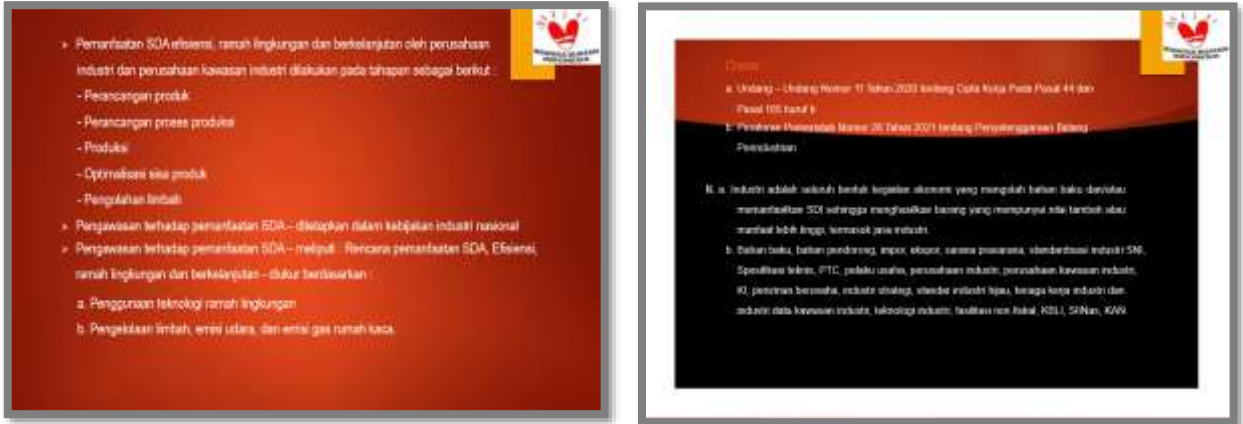 Pemanfaatan SDA efisiensi, ramah lingkungan dan berkelanjutan oleh perusahaan
industri dan perusahaan kawasan industri dilakukan pada tahapan sebagai berikut :
- Perancangan produk
- Perancangan proses produksi
- Produksi
- Optimalisasi sisa produk
- Pengolahan limbah
Pengawasan terhadap pemanfaatan SDA – ditetapkan dalam kebijakan industri nasional
Pengawasan terhadap pemanfaatan SDA – meliputi : Rencana pemanfaatan SDA, Efisiensi,
ramah lingkungan dan berkelanjutan – diukur berdasarkan :
a. Penggunaan teknologi ramah lingkungan
b. Pengelolaan limbah, emisi udara, dan emisi gas rumah kaca.
Dasar
a. Undang – Undang Nomor 11 Tahun 2020 tentang Cipta Kerja Pada Pasal 44 dan
Pasal 185 huruf b
b. Peraturan Pemerintah Nomor 28 Tahun 2021 tentang Penyelenggaraan Bidang
Perindustrian
II. a. Industri adalah seluruh bentuk kegiatan ekonomi yang mengolah bahan baku dan/atau
memanfaatkan SDI sehingga menghasilkan barang yang mempunyai nilai tambah atau
manfaat lebih tinggi, termasuk jasa industri.
b. Bahan baku, bahan penolong, impor, ekspor, sarana prasarana, standardisasi industri SNI,
Spesifikasi teknis, PTC, pelaku usaha, perusahaan industri, perusahaan kawasan industri,
KI, perizinan berusaha, industri strategi, standar industri hijau, tenaga kerja industri dan
industri data kawasan industri, teknologi industri, fasilitasi non fiskal, KBLI, SIINas, KAN